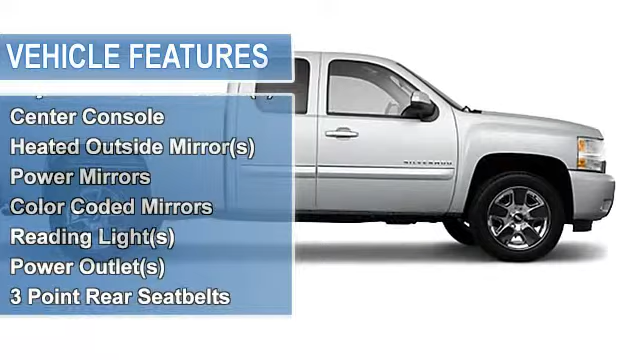 VEHICLE FEATURES
Center Console
Heated Outside Mirror(s)
Power Mirrors
Color Coded Mirrors
Reading Light(s)
Power Outlet(s)
3 Point Rear Seatbelts
SILVERADO